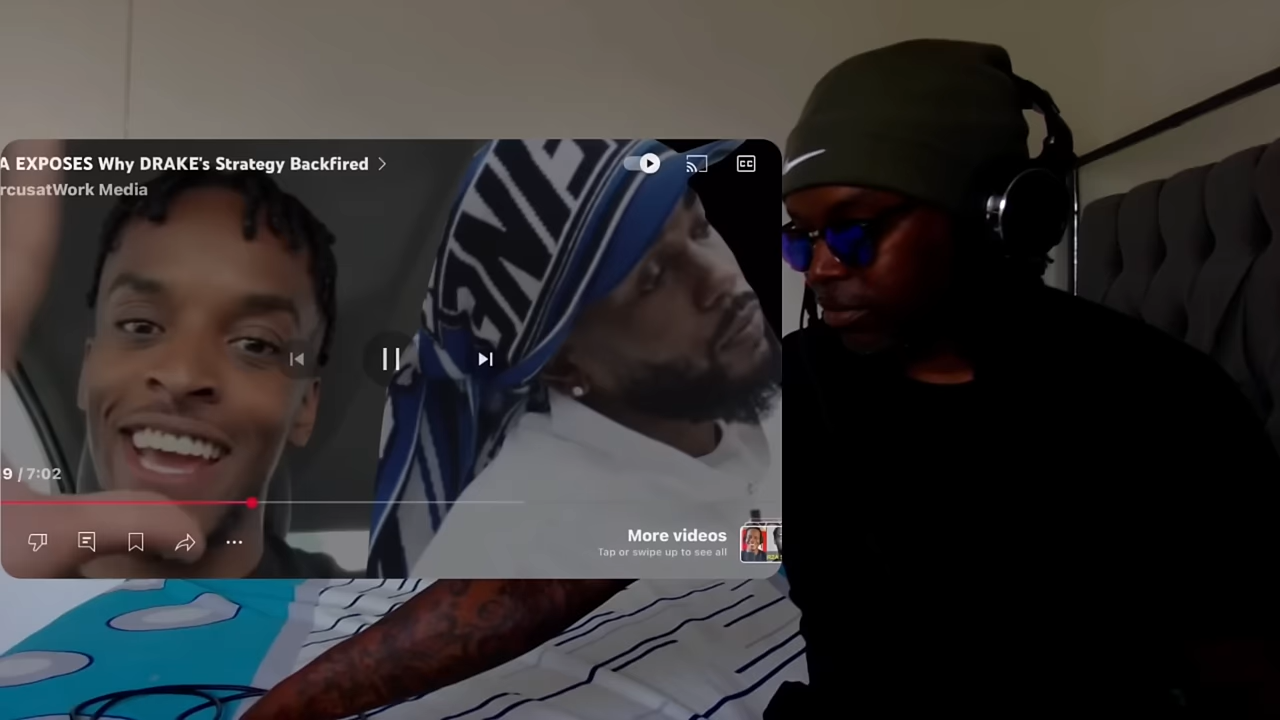 A EXPOSES Why DRAKE's Strategy Backfired
rcusatWork Media
CC
9 / 7:02
More videos
Tap or swipe up to see all